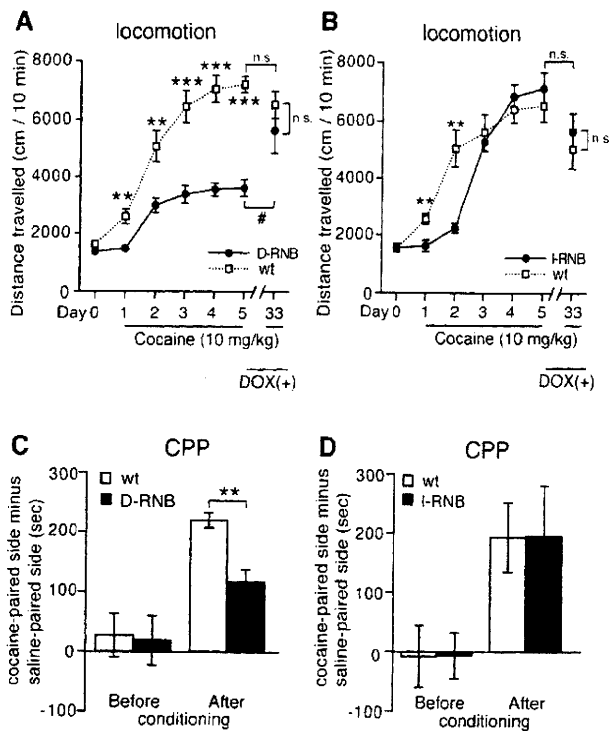 A
locomotion
Distance travelled (cm / 10 min)
8000
6000
4000
2000
0
** ** *** *** ***
n.s
n.s.
#
D-RNB
wt
Day 0 1 2 3 4 5 33
Cocaine (10 mg/kg)
DOX(+)
B
locomotion
Distance travelled (cm / 10 min)
8000
6000
4000
2000
0
** **
n.s.
n.s
I-RNB
wt
Day 0 1 2 3 4 5 33
Cocaine (10 mg/kg)
DOX(+)
C
CPP
cocaine-paired side minus
saline-paired side (sec)
300
200
100
0
-100
wt
D-RNB
**
Before After
conditioning
D
CPP
cocaine-paired side minus
saline-paired side (sec)
300
200
100
0
-100
wt
I-RNB
Before After
conditioning